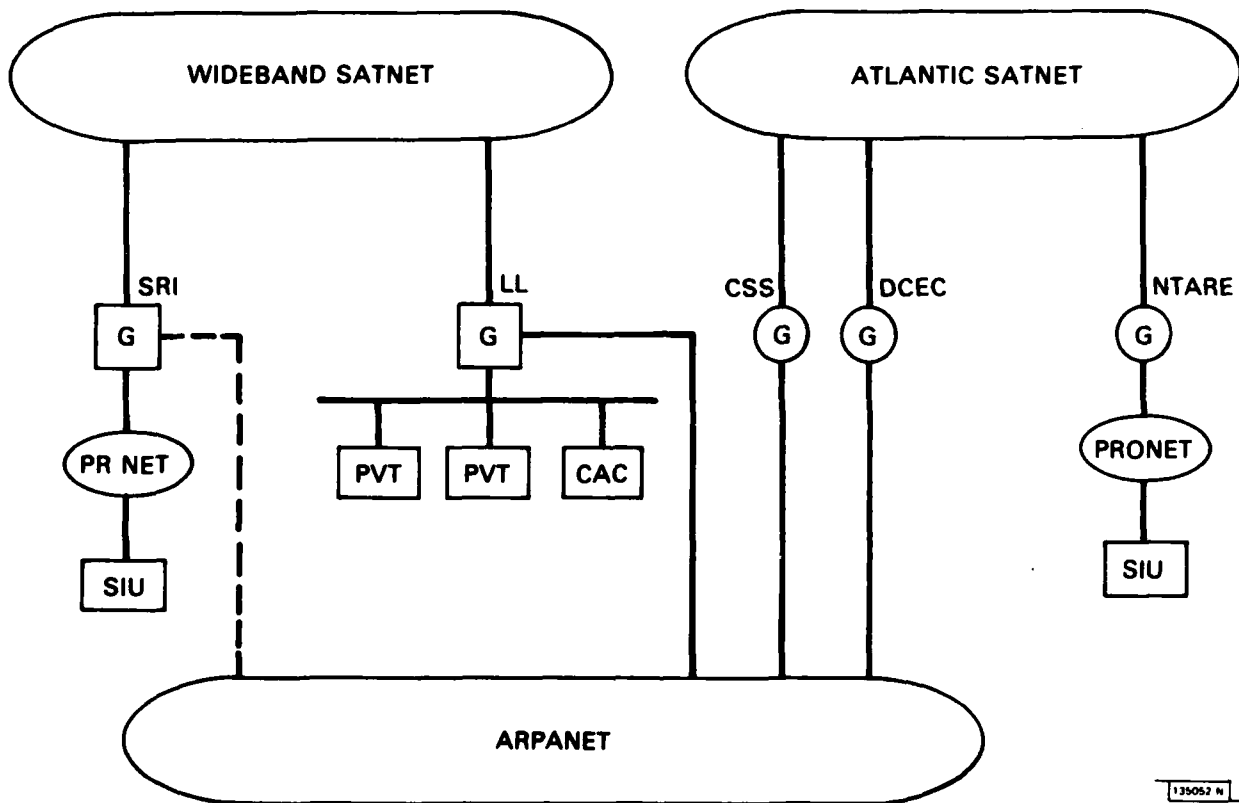 WIDEBAND SATNET
ATLANTIC SATNET
SRI
LL
CSS
DCEC
NTARE
G
G
G
G
G
PR NET
PVT
PVT
CAC
PRONET
SIU
SIU
ARPANET
135052 N